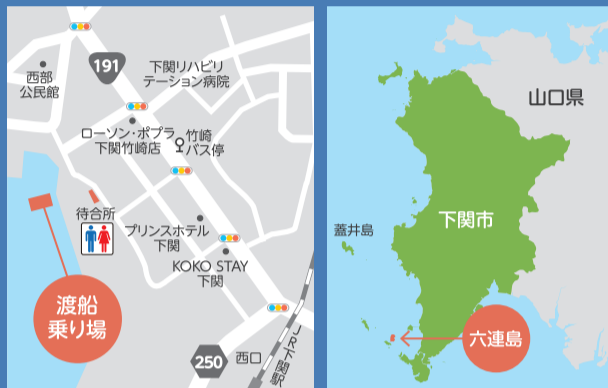 191
西部
公民館
下関リハビリ
テーション病院
ローソン・ポプラ
下関竹崎店
竹崎
バス停
待合所
プリンスホテル
下関
KOKO STAY
下関
渡船
乗り場
250
西口
JR下関駅
山口県
下関市
蓋井島
六連島